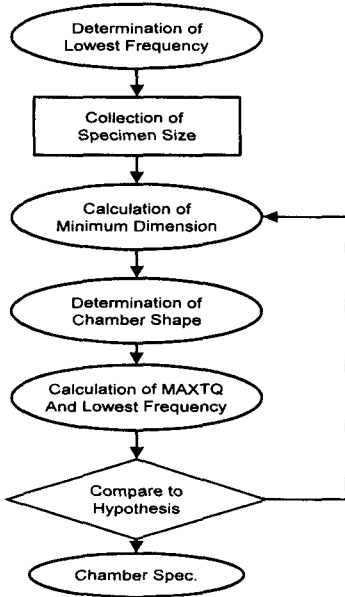 Determination of
Lowest Frequency
Collection of
Specimen Size
Calculation of
Minimum Dimension
Determination of
Chamber Shape
Calculation of MAXTQ
And Lowest Frequency
Compare to
Hypothesis
Chamber Spec.